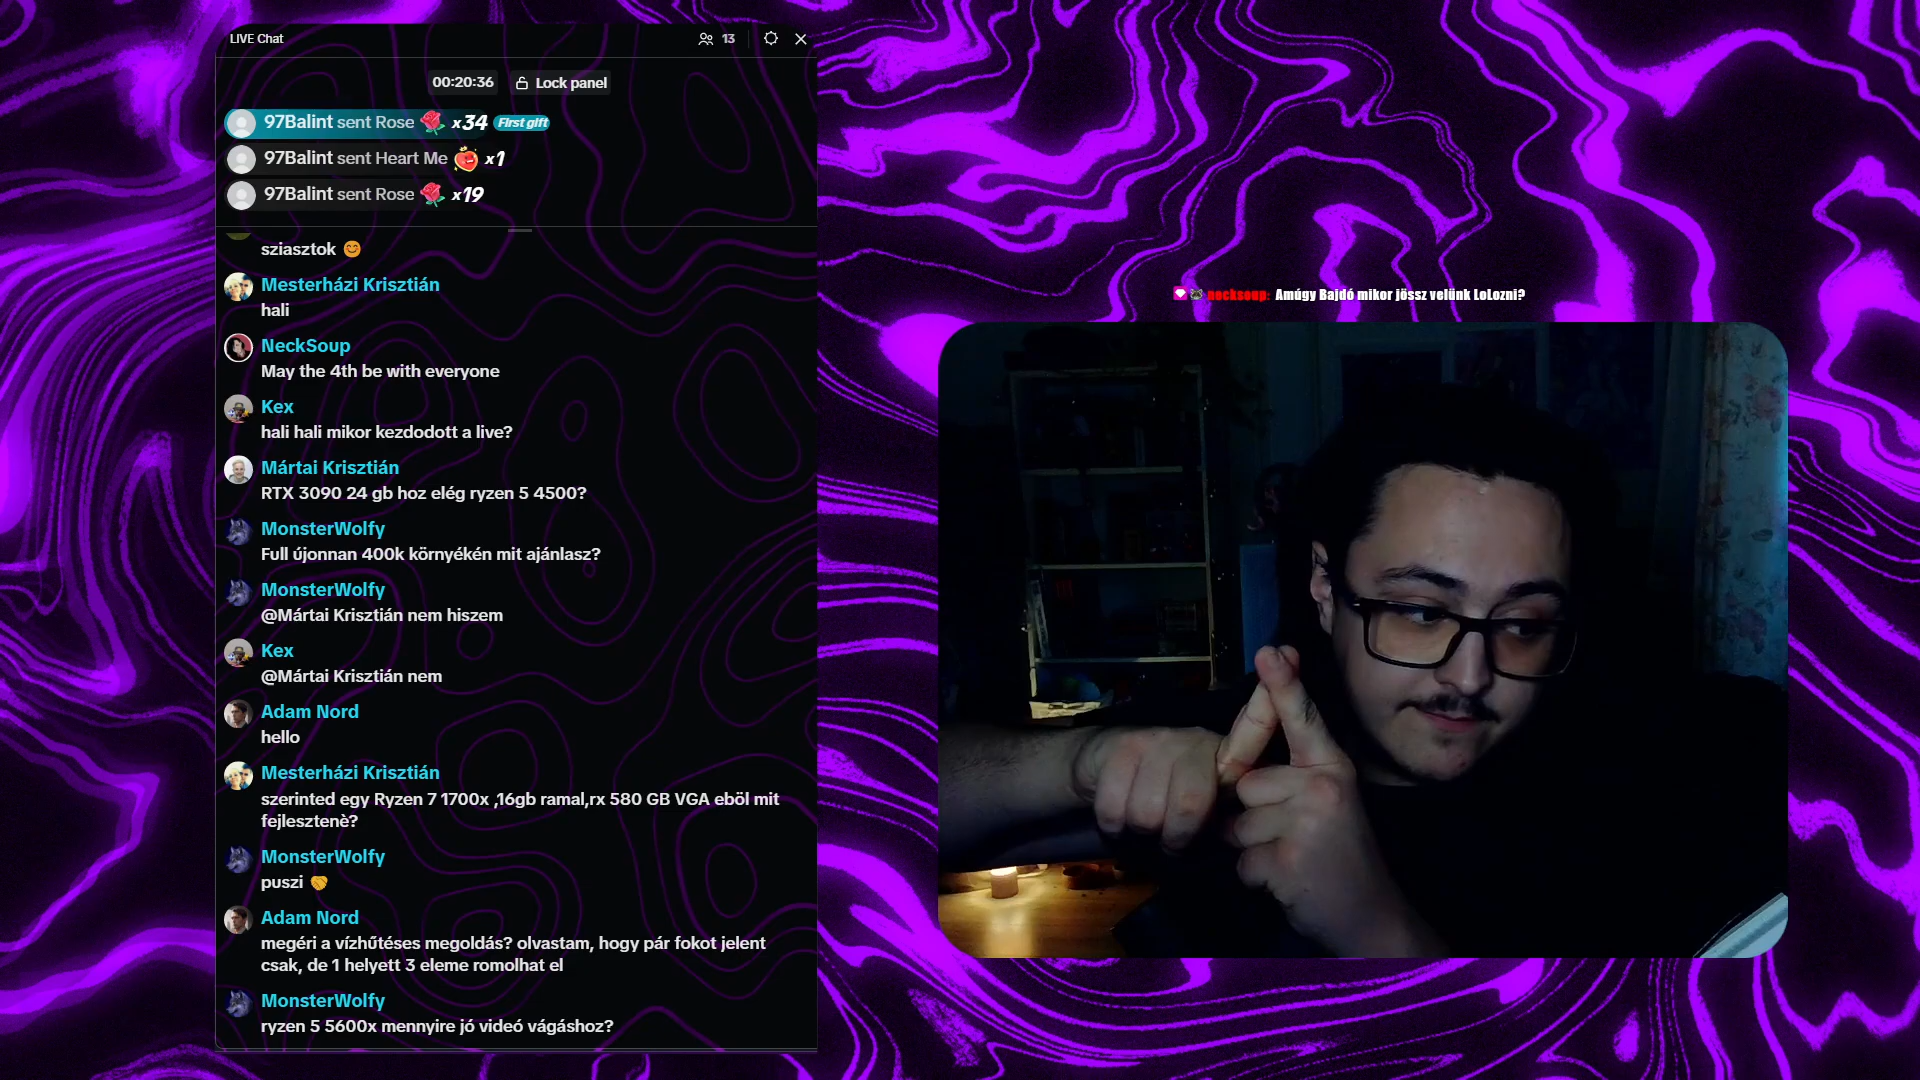 LIVE Chat
13
00:20:36
Lock panel
97Balint sent Rose x34 First gift
97Balint sent Heart Me x1
97Balint sent Rose x19
sziasztok 😊
Mesterházi Krisztián
hali
NeckSoup
May the 4th be with everyone
Kex
hali hali mikor kezdodott a live?
Mártai Krisztián
RTX 3090 24 gb hoz elég ryzen 5 4500?
MonsterWolfy
Full újonnan 400k környékén mit ajánlasz?
MonsterWolfy
@Mártai Krisztián nem hiszem
Kex
@Mártai Krisztián nem
Adam Nord
hello
Mesterházi Krisztián
szerinted egy Ryzen 7 1700x ,16gb ramal,rx 580 GB VGA eböl mit
fejlesztenè?
MonsterWolfy
puszi 🤝
Adam Nord
megéri a vízhűtéses megoldás? olvastam, hogy pár fokot jelent
csak, de 1 helyett 3 eleme romolhat el
MonsterWolfy
ryzen 5 5600x mennyire jó videó vágáshoz?
necksoup: Amúgy Bajdó mikor jössz velünk LoLozni?